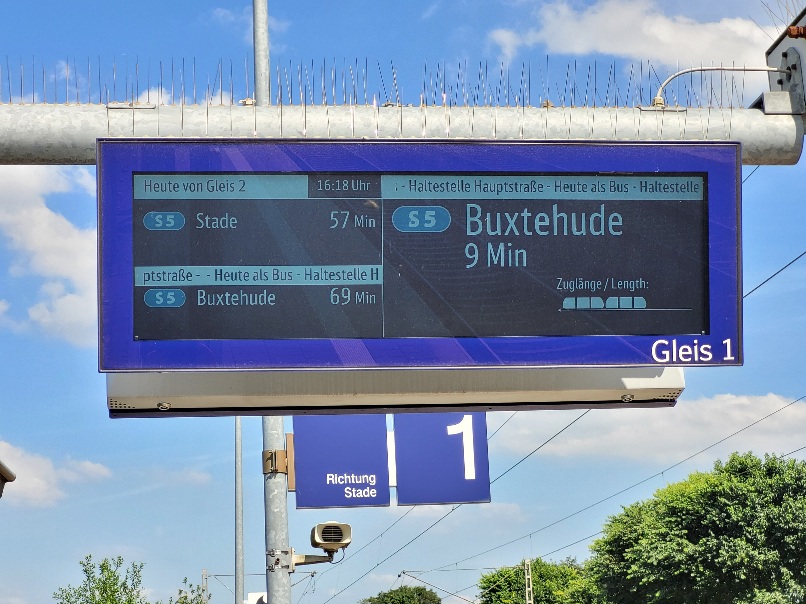 Heute von Gleis 2
16:18 Uhr
S5 Stade 57 Min
ptstraße - - Heute als Bus - Haltestelle H
S5 Buxtehude 69 Min
: - Haltestelle Hauptstraße - Heute als Bus - Haltestelle
S5 Buxtehude
9 Min
Zuglänge / Length:
Gleis 1
Richtung
Stade
1